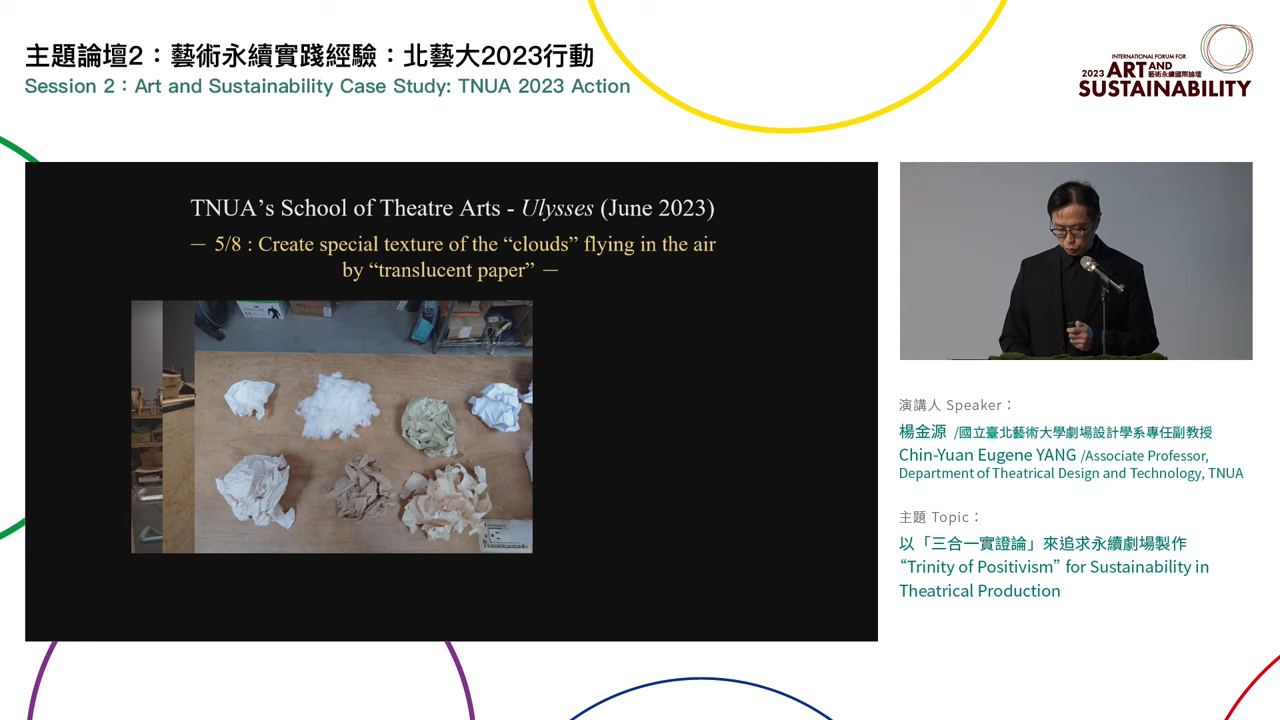 主題論壇2：藝術永續實踐經驗：北藝大2023行動
Session 2：Art and Sustainability Case Study: TNUA 2023 Action
INTERNATIONAL FORUM FOR
2023 ART AND 藝術永續國際論壇
SUSTAINABILITY
TNUA’s School of Theatre Arts - Ulysses (June 2023)
— 5/8 : Create special texture of the “clouds” flying in the air
by “translucent paper” —
演講人 Speaker：
楊金源 /國立臺北藝術大學劇場設計學系專任副教授
Chin-Yuan Eugene YANG /Associate Professor,
Department of Theatrical Design and Technology, TNUA
主題 Topic：
以「三合一實證論」來追求永續劇場製作
“Trinity of Positivism” for Sustainability in
Theatrical Production